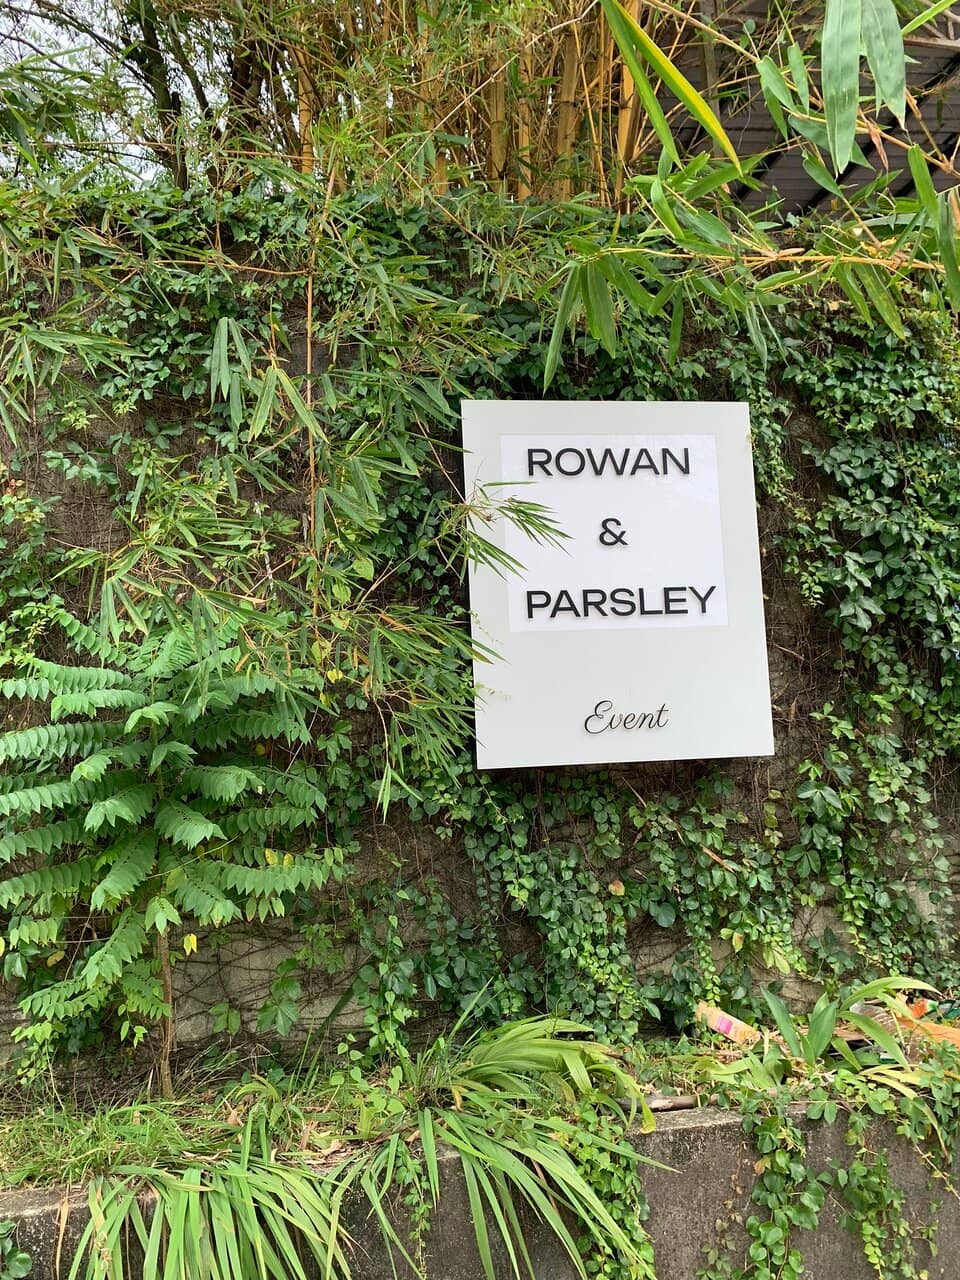 ROWAN
&
PARSLEY
Event